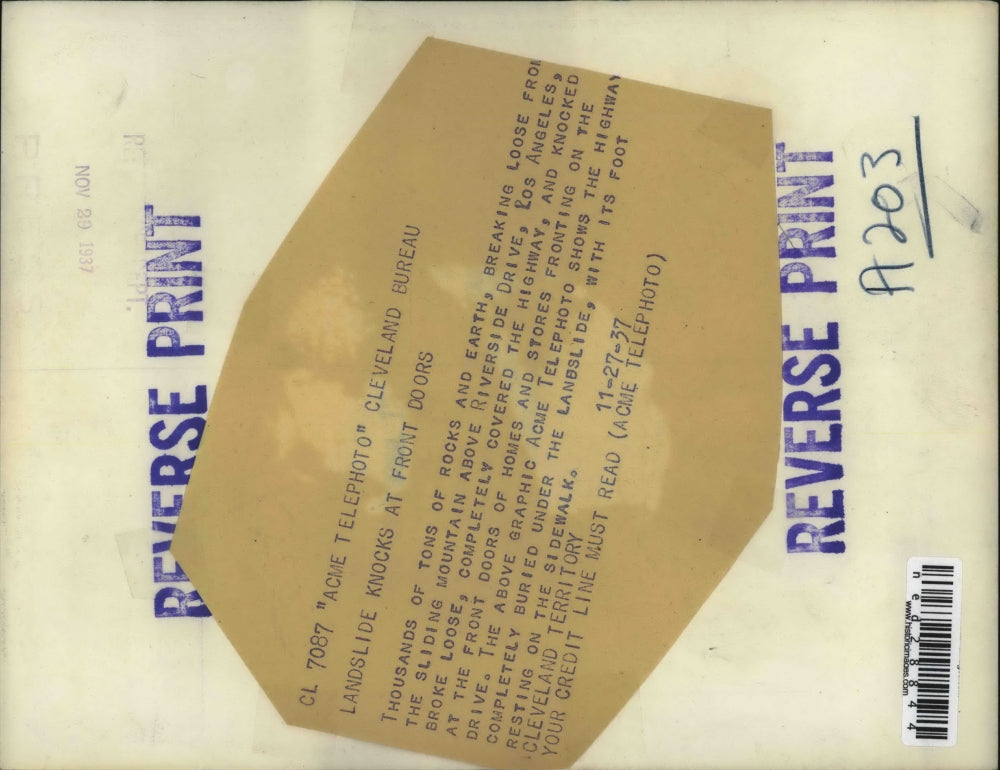 NOV 29 1937
REVERSE PRINT
CL 7087 "ACME TELEPHOTO" CLEVELAND BUREAU
LANDSLIDE KNOCKS AT FRONT DOORS
THOUSANDS OF TONS OF ROCKS AND EARTH, BREAKING LOOSE FROM
THE SLIDING MOUNTAIN ABOVE RIVERSIDE DRIVE, LOS ANGELES,
BROKE LOOSE, COMPLETELY COVERED THE HIGHWAY, AND KNOCKED
AT THE FRONT DOORS OF HOMES AND STORES FRONTING ON THE
DRIVE. THE ABOVE GRAPHIC ACME TELEPHOTO SHOWS THE HIGHWAY
COMPLETELY BURIED UNDER THE LANBSLIDE, WITH ITS FOOT
RESTING ON THE SIDEWALK. 11-27-37
CLEVELAND TERRITORY
YOUR CREDIT LINE MUST READ (ACME TELEPHOTO)
REVERSE PRINT
A203
ned28844
www.historicimages.com